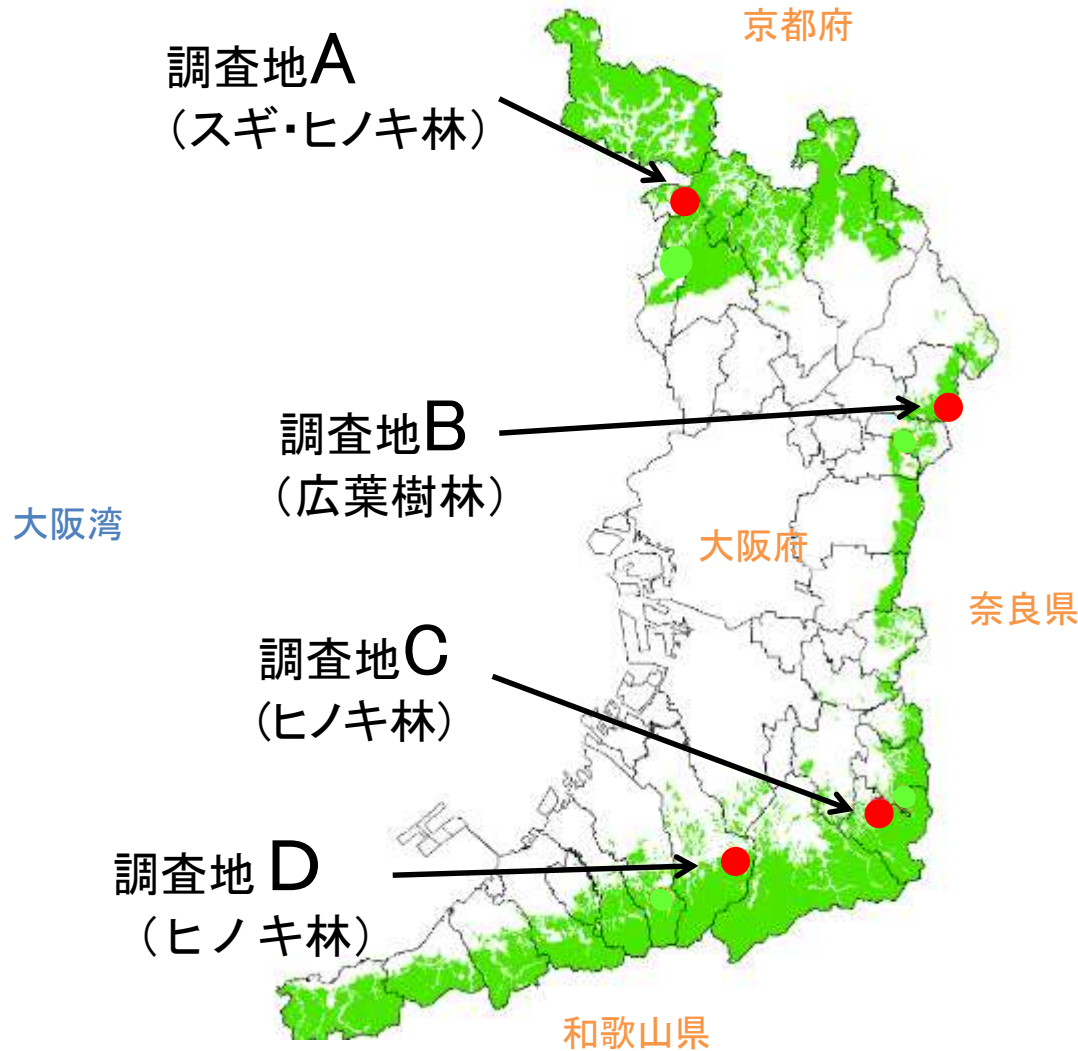 京都府
調査地A
（スギ・ヒノキ林）
調査地B
（広葉樹林）
大阪湾
大阪府
奈良県
調査地C
（ヒノキ林）
調査地 D
（ヒノキ林）
和歌山県